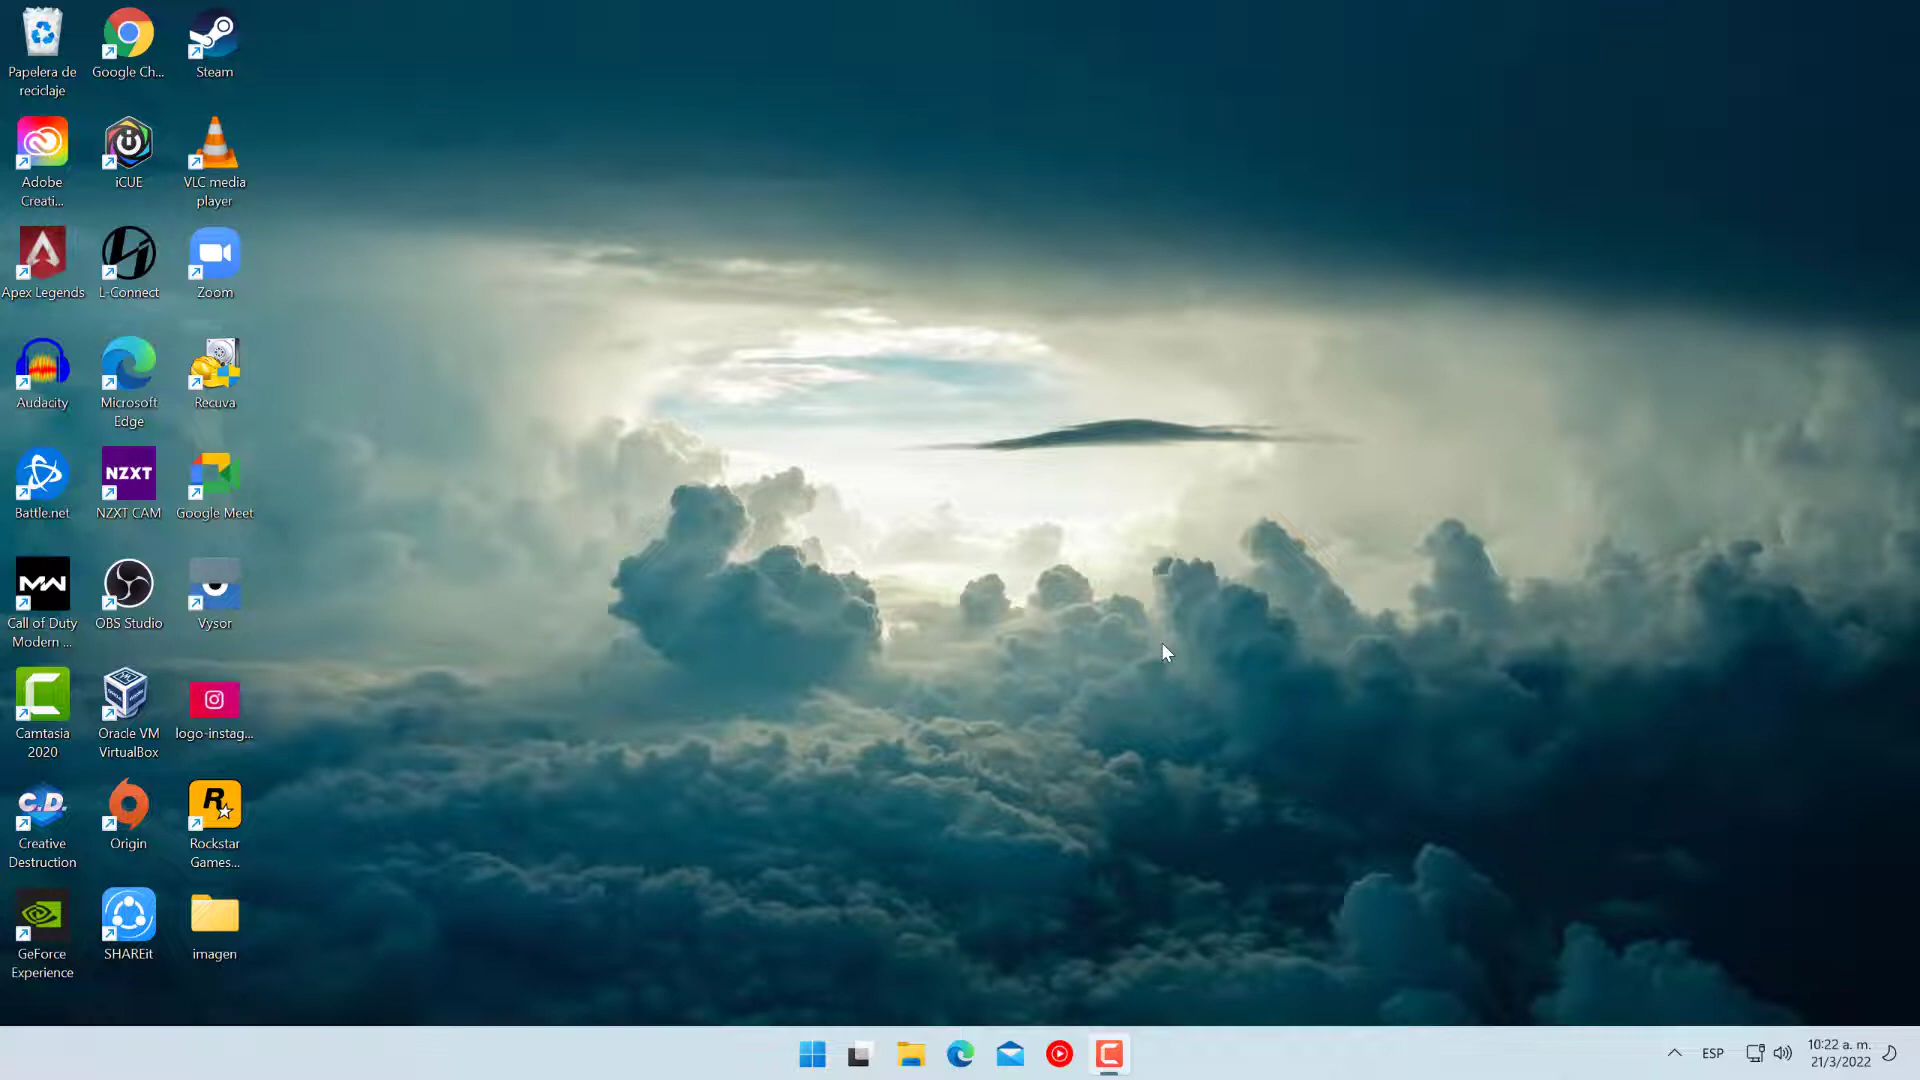 Papelera de
reciclaje
Google Ch...
Steam
Adobe
Creati...
iCUE
VLC media
player
Apex Legends
L-Connect
Zoom
Audacity
Microsoft
Edge
Recuva
Battle.net
NZXT
NZXT CAM
Google Meet
MW
Call of Duty
Modern ...
OBS Studio
Vysor
Camtasia
2020
Oracle VM
VirtualBox
logo-instag...
C.D.
Creative
Destruction
Origin
R
Rockstar
Games...
GeForce
Experience
SHAREit
imagen
ESP
10:22 a. m.
21/3/2022